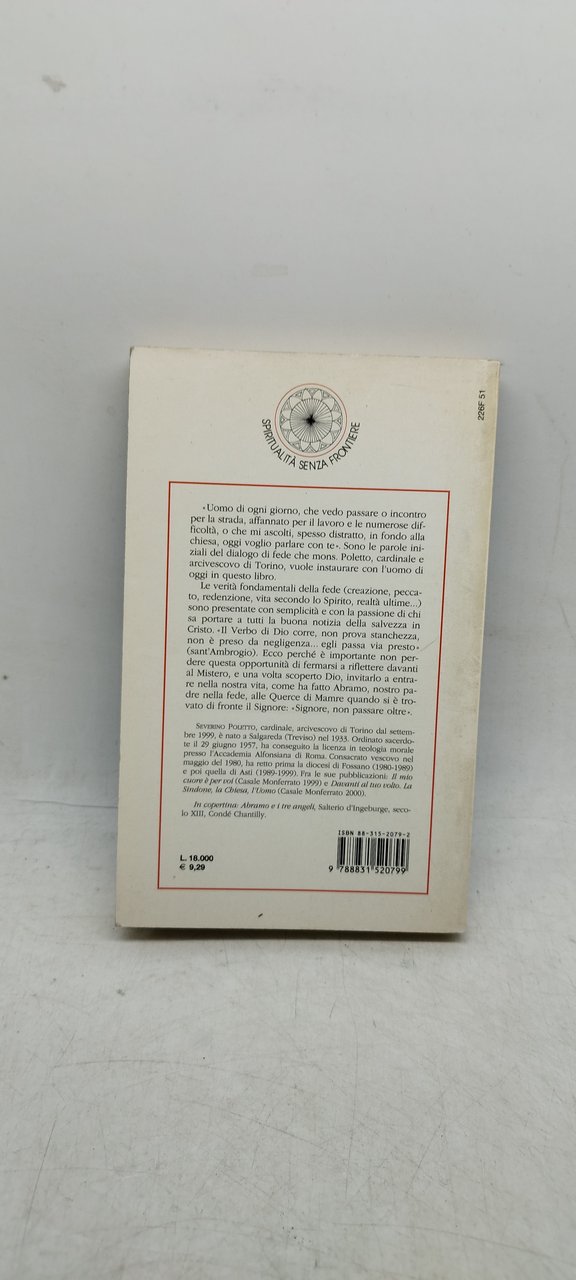 226F 51
SPIRITUALITÀ SENZA FRONTIERE
«Uomo di ogni giorno, che vedo passare o incontro
per la strada, affannato per il lavoro e le numerose dif-
ficoltà, o che mi ascolti, spesso distratto, in fondo alla
chiesa, oggi voglio parlare con te». Sono le parole ini-
ziali del dialogo di fede che mons. Poletto, cardinale e
arcivescovo di Torino, vuole instaurare con l'uomo di
oggi in questo libro.
Le verità fondamentali della fede (creazione, pecca-
to, redenzione, vita secondo lo Spirito, realtà ultime...)
sono presentate con semplicità e con la passione di chi
sa portare a tutti la buona notizia della salvezza in
Cristo. «Il Verbo di Dio corre, non prova stanchezza,
non è preso da negligenza... egli passa via presto»
(sant'Ambrogio). Ecco perché è importante non per-
dere questa opportunità di fermarsi a riflettere davanti
al Mistero, e una volta scoperto Dio, invitarlo a entra-
re nella nostra vita, come ha fatto Abramo, nostro pa-
dre nella fede, alle Querce di Mamre quando si è tro-
vato di fronte il Signore: «Signore, non passare oltre».
SEVERINO POLETTO, cardinale, arcivescovo di Torino dal settem-
bre 1999, è nato a Salgareda (Treviso) nel 1933. Ordinato sacerdo-
te il 29 giugno 1957, ha conseguito la licenza in teologia morale
presso l'Accademia Alfonsiana di Roma. Consacrato vescovo nel
maggio del 1980, ha retto prima la diocesi di Fossano (1980-1989)
e poi quella di Asti (1989-1999). Fra le sue pubblicazioni: Il mio
cuore è per voi (Casale Monferrato 1999) e Davanti al tuo volto. La
Sindone, la Chiesa, l'Uomo (Casale Monferrato 2000).
In copertina: Abramo e i tre angeli, Salterio d'Ingeburge, seco-
lo XIII, Condé Chantilly.
ISBN 88-315-2079-2
L. 18.000
€ 9,29
9 788831 520799